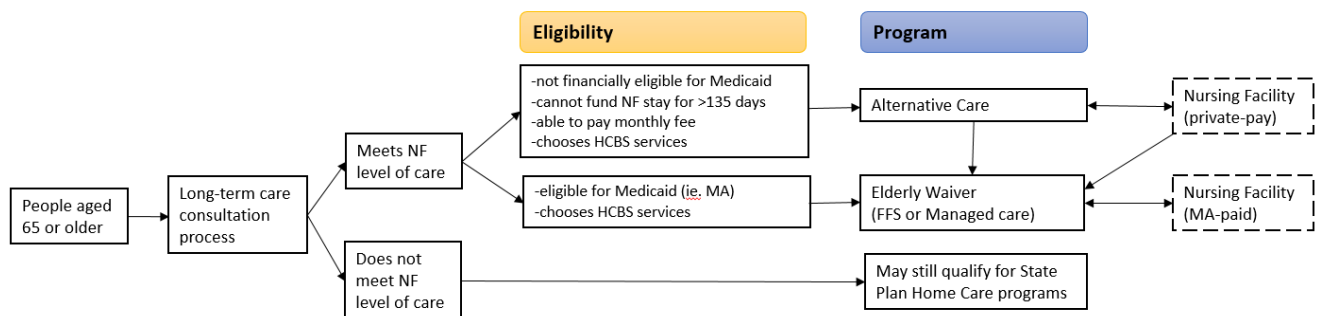 Eligibility
Program
-not financially eligible for Medicaid
-cannot fund NF stay for >135 days
-able to pay monthly fee
-chooses HCBS services
Alternative Care
Nursing Facility
(private-pay)
Meets NF
level of care
People aged
65 or older
Long-term care
consultation
process
-eligible for Medicaid (ie. MA)
-chooses HCBS services
Elderly Waiver
(FFS or Managed care)
Nursing Facility
(MA-paid)
Does not
meet NF
level of care
May still qualify for State
Plan Home Care programs